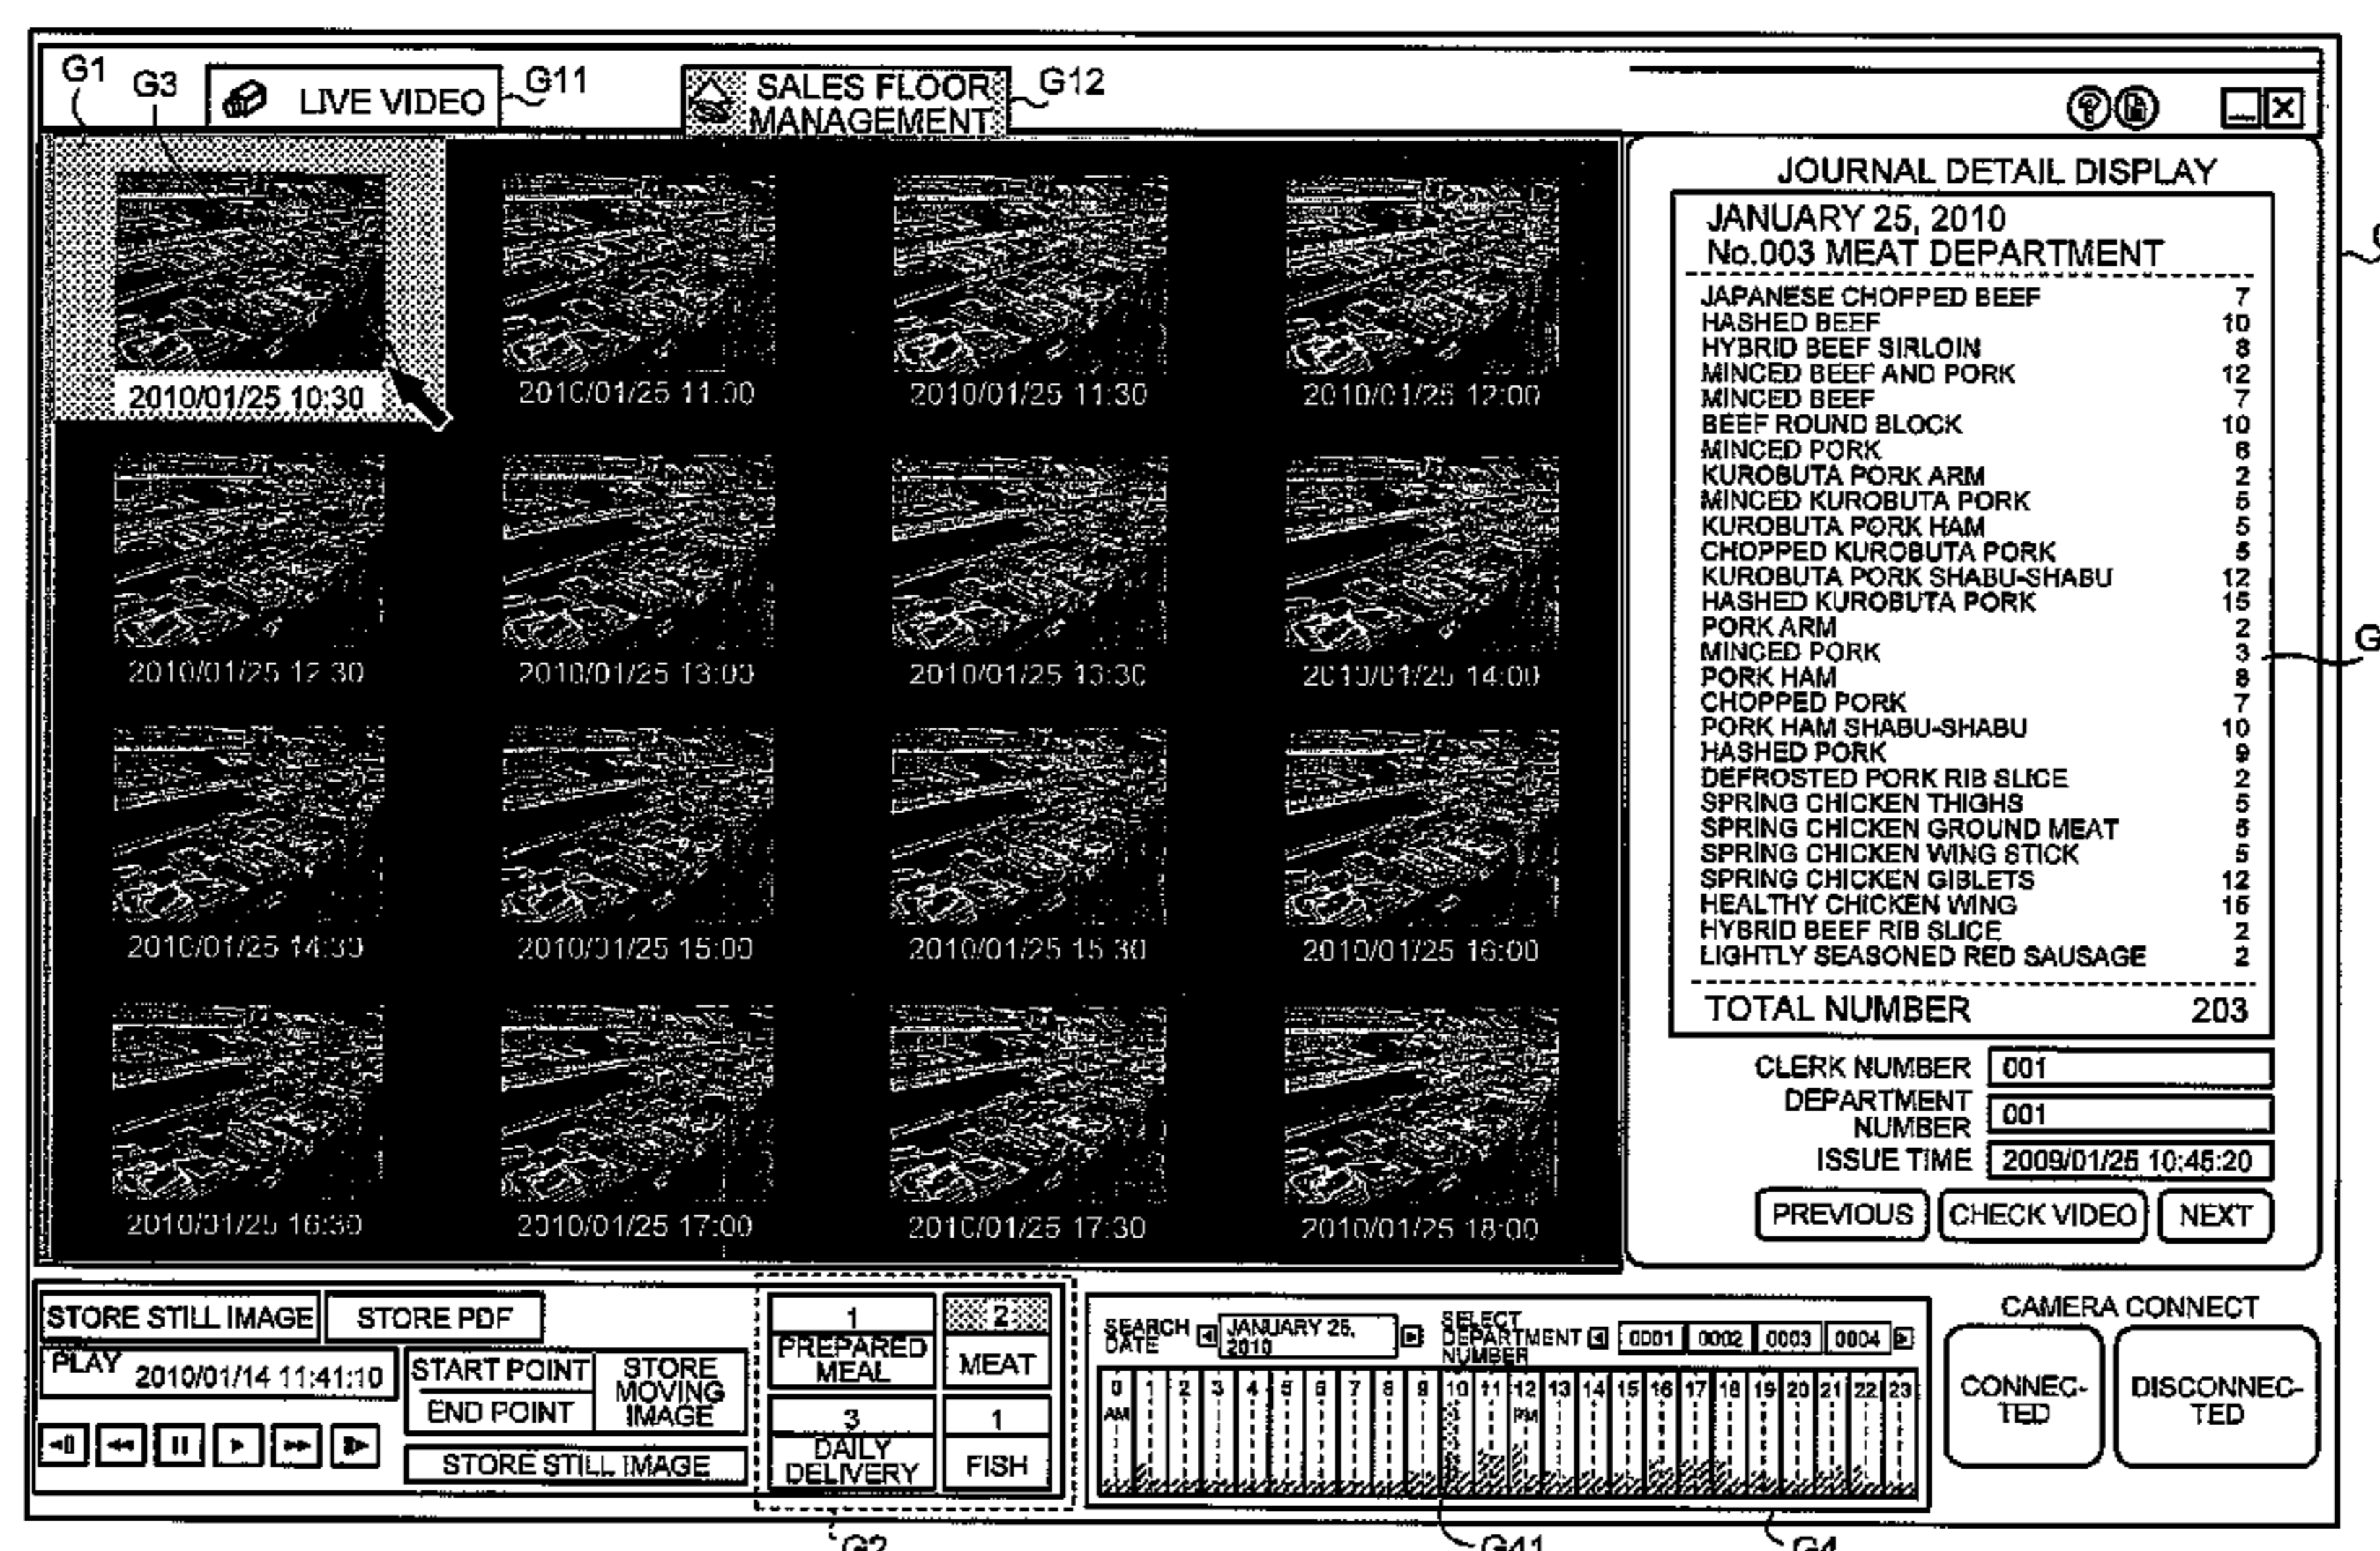 G1
G3
LIVE VIDEO
G11
SALES FLOOR
MANAGEMENT
G12
2010/01/25 10:30
2010/01/25 11:00
2010/01/25 11:30
2010/01/25 12:00
2010/01/25 12:30
2010/01/25 13:00
2010/01/25 13:30
2010/01/25 14:00
2010/01/25 14:30
2010/01/25 15:00
2010/01/25 15:30
2010/01/25 16:00
2010/01/25 16:30
2010/01/25 17:00
2010/01/25 17:30
2010/01/25 18:00
JOURNAL DETAIL DISPLAY
JANUARY 25, 2010
No.003 MEAT DEPARTMENT
JAPANESE CHOPPED BEEF 7
HASHED BEEF 10
HYBRID BEEF SIRLOIN 8
MINCED BEEF AND PORK 12
MINCED BEEF 7
BEEF ROUND BLOCK 10
MINCED PORK 8
KUROBUTA PORK ARM 2
MINCED KUROBUTA PORK 5
KUROBUTA PORK HAM 5
CHOPPED KUROBUTA PORK 5
KUROBUTA PORK SHABU-SHABU 12
HASHED KUROBUTA PORK 15
PORK ARM 2
MINCED PORK 3
PORK HAM 8
CHOPPED PORK 7
PORK HAM SHABU-SHABU 10
HASHED PORK 9
DEFROSTED PORK RIB SLICE 2
SPRING CHICKEN THIGHS 5
SPRING CHICKEN GROUND MEAT 5
SPRING CHICKEN WING STICK 5
SPRING CHICKEN GIBLETS 12
HEALTHY CHICKEN WING 15
HYBRID BEEF RIB SLICE 2
LIGHTLY SEASONED RED SAUSAGE 2
TOTAL NUMBER 203
CLERK NUMBER 001
DEPARTMENT
NUMBER 001
ISSUE TIME 2009/01/25 10:45:20
PREVIOUS CHECK VIDEO NEXT
STORE STILL IMAGE STORE PDF
PLAY 2010/01/14 11:41:10
START POINT
END POINT
STORE
MOVING
IMAGE
STORE STILL IMAGE
1
PREPARED
MEAL
2
MEAT
3
DAILY
DELIVERY
1
FISH
G2
SEARCH
DATE
JANUARY 25,
2010
SELECT
DEPARTMENT
NUMBER
0001 0002 0003 0004
0 1 2 3 4 5 6 7 8 9 10 11 12 13 14 15 16 17 18 19 20 21 22 23
AM PM
G41
G4
CAMERA CONNECT
CONNEC-
TED
DISCONNEC-
TED